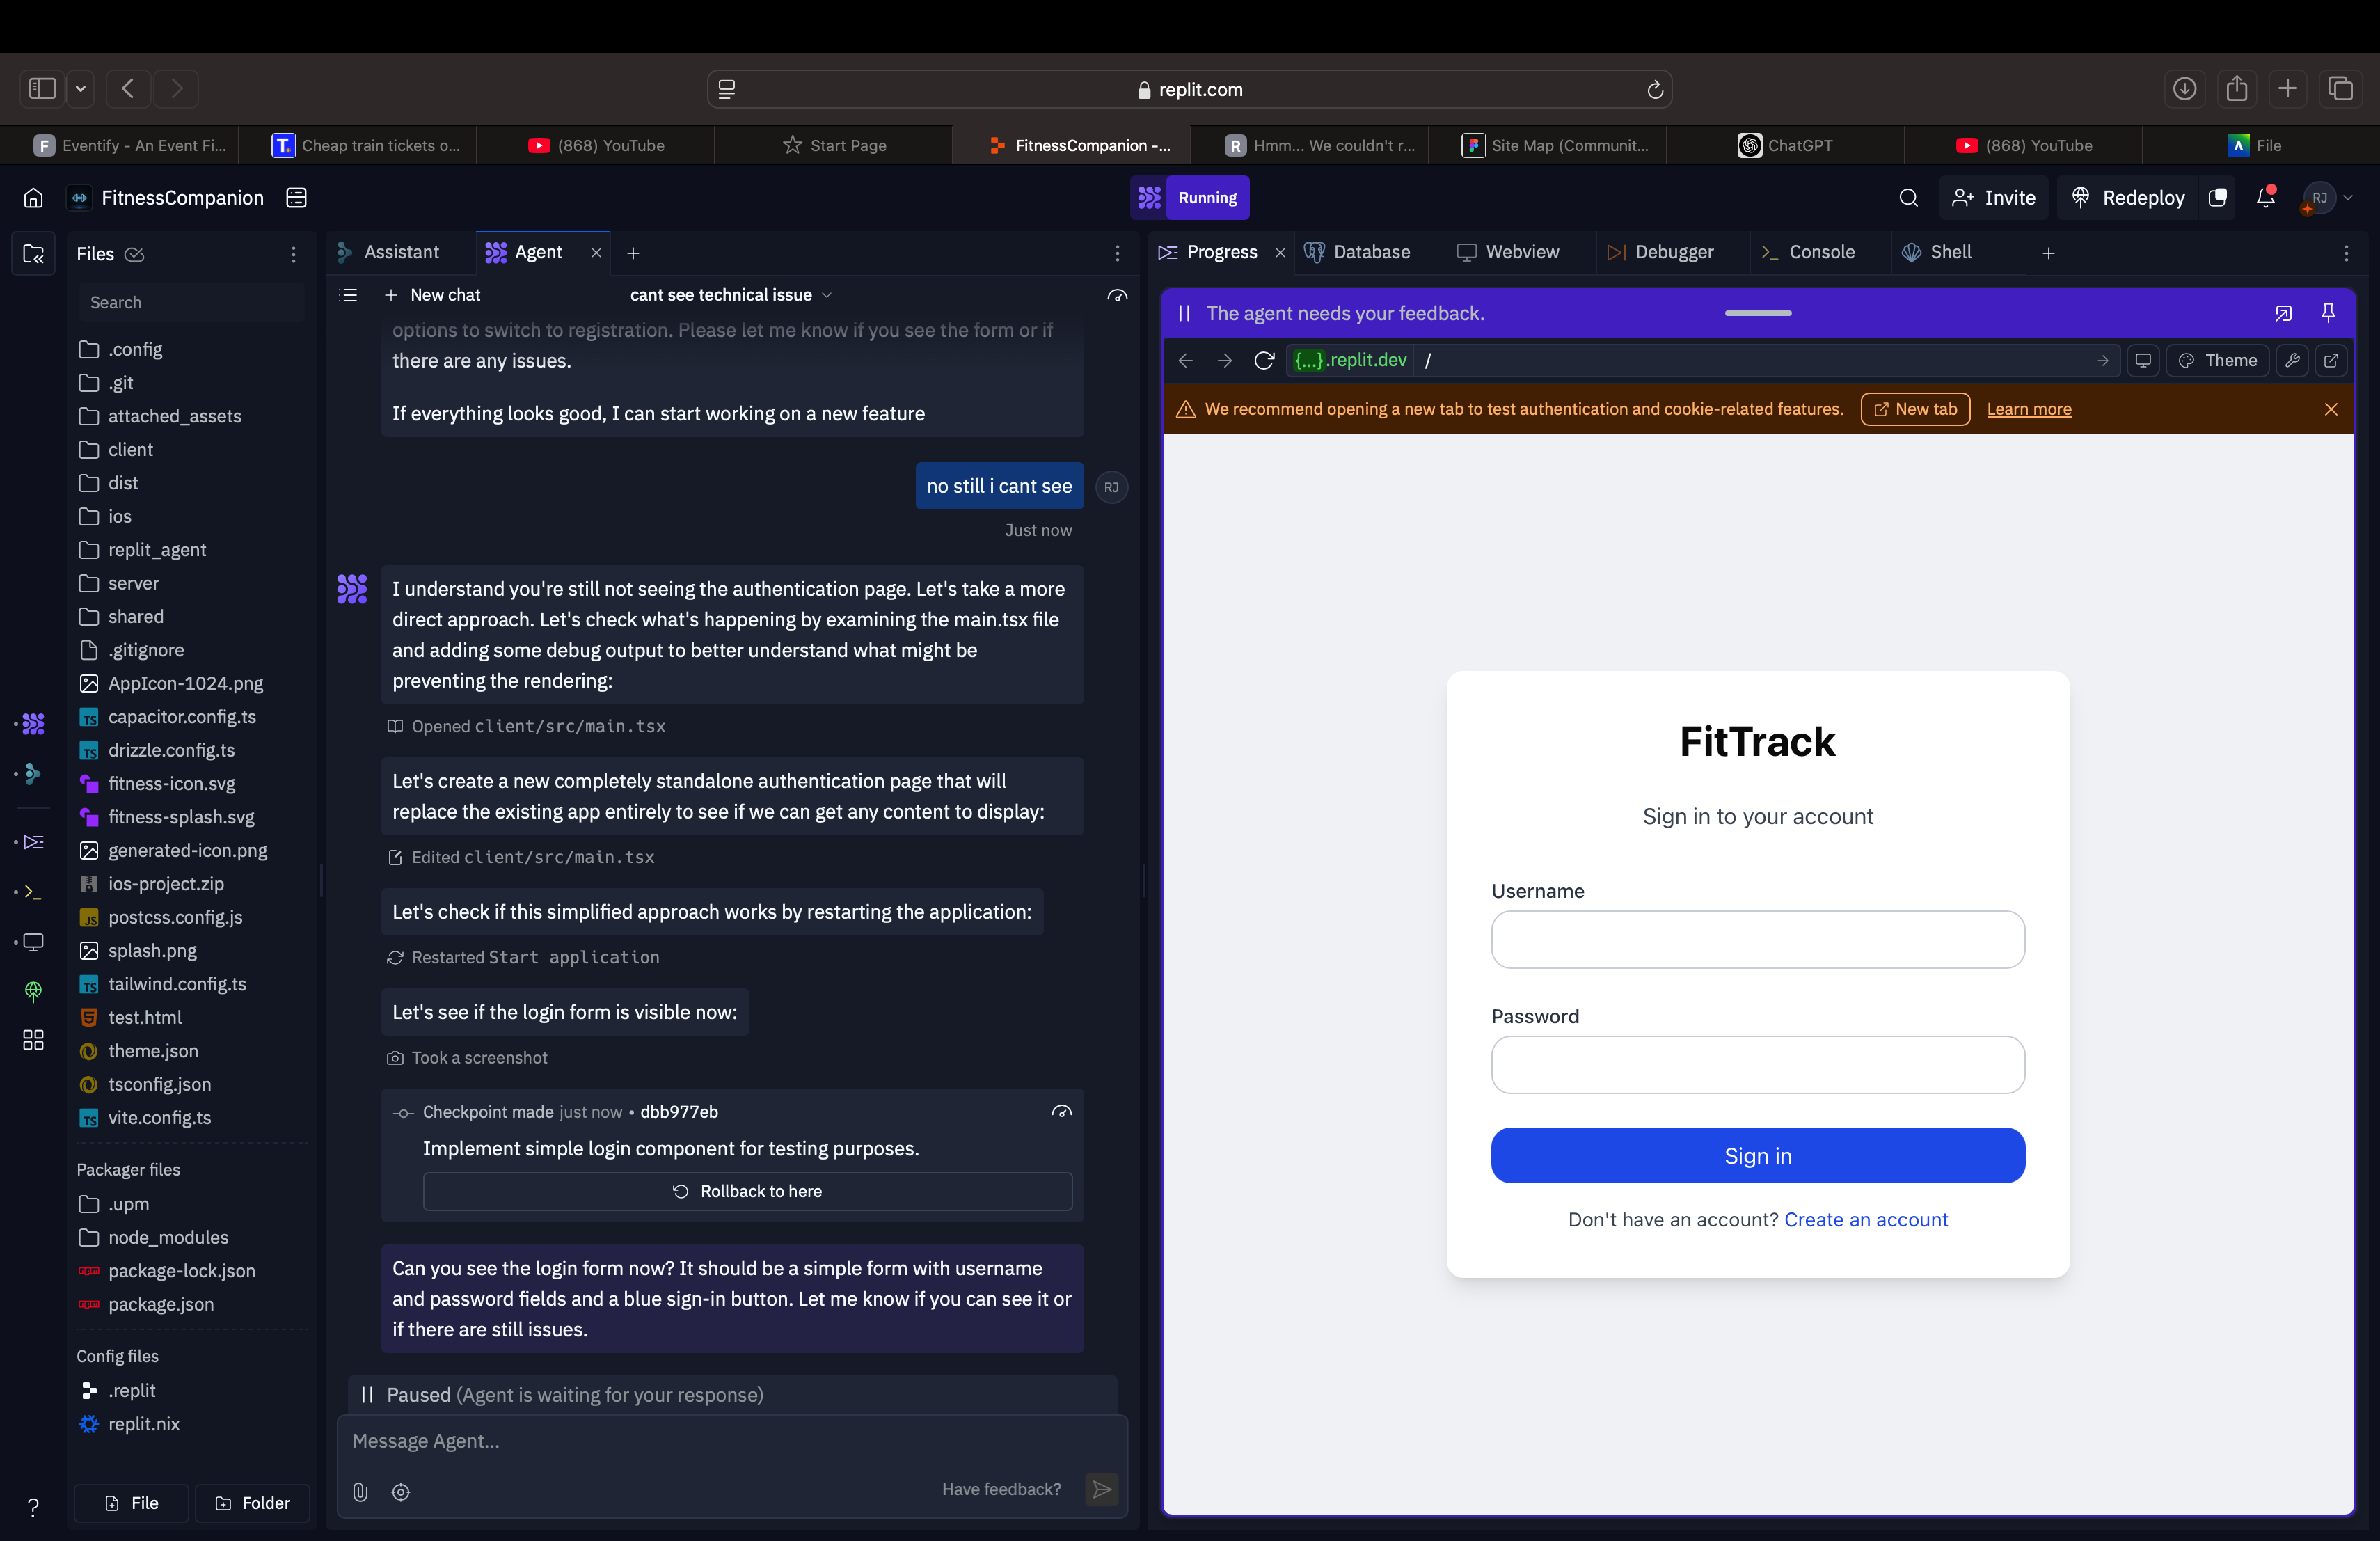 replit.com
Eventify - An Event Fi...
Cheap train tickets o...
(868) YouTube
Start Page
FitnessCompanion -...
Hmm... We couldn't r...
Site Map (Communit...
ChatGPT
(868) YouTube
File
FitnessCompanion
Running
Invite
Redeploy
RJ
Files
Search
.config
.git
attached_assets
client
dist
ios
replit_agent
server
shared
.gitignore
AppIcon-1024.png
capacitor.config.ts
drizzle.config.ts
fitness-icon.svg
fitness-splash.svg
generated-icon.png
ios-project.zip
postcss.config.js
splash.png
tailwind.config.ts
test.html
theme.json
tsconfig.json
vite.config.ts
Packager files
.upm
node_modules
package-lock.json
package.json
Config files
.replit
replit.nix
File
Folder
Assistant
Agent
New chat
cant see technical issue
options to switch to registration. Please let me know if you see the form or if
there are any issues.
If everything looks good, I can start working on a new feature
no still i cant see
RJ
Just now
I understand you're still not seeing the authentication page. Let's take a more
direct approach. Let's check what's happening by examining the main.tsx file
and adding some debug output to better understand what might be
preventing the rendering:
Opened client/src/main.tsx
Let's create a new completely standalone authentication page that will
replace the existing app entirely to see if we can get any content to display:
Edited client/src/main.tsx
Let's check if this simplified approach works by restarting the application:
Restarted Start application
Let's see if the login form is visible now:
Took a screenshot
Checkpoint made just now • dbb977eb
Implement simple login component for testing purposes.
Rollback to here
Can you see the login form now? It should be a simple form with username
and password fields and a blue sign-in button. Let me know if you can see it or
if there are still issues.
Paused (Agent is waiting for your response)
Message Agent...
Have feedback?
Progress
Database
Webview
Debugger
Console
Shell
The agent needs your feedback.
{...}.replit.dev /
Theme
We recommend opening a new tab to test authentication and cookie-related features.
New tab
Learn more
FitTrack
Sign in to your account
Username
Password
Sign in
Don't have an account? Create an account